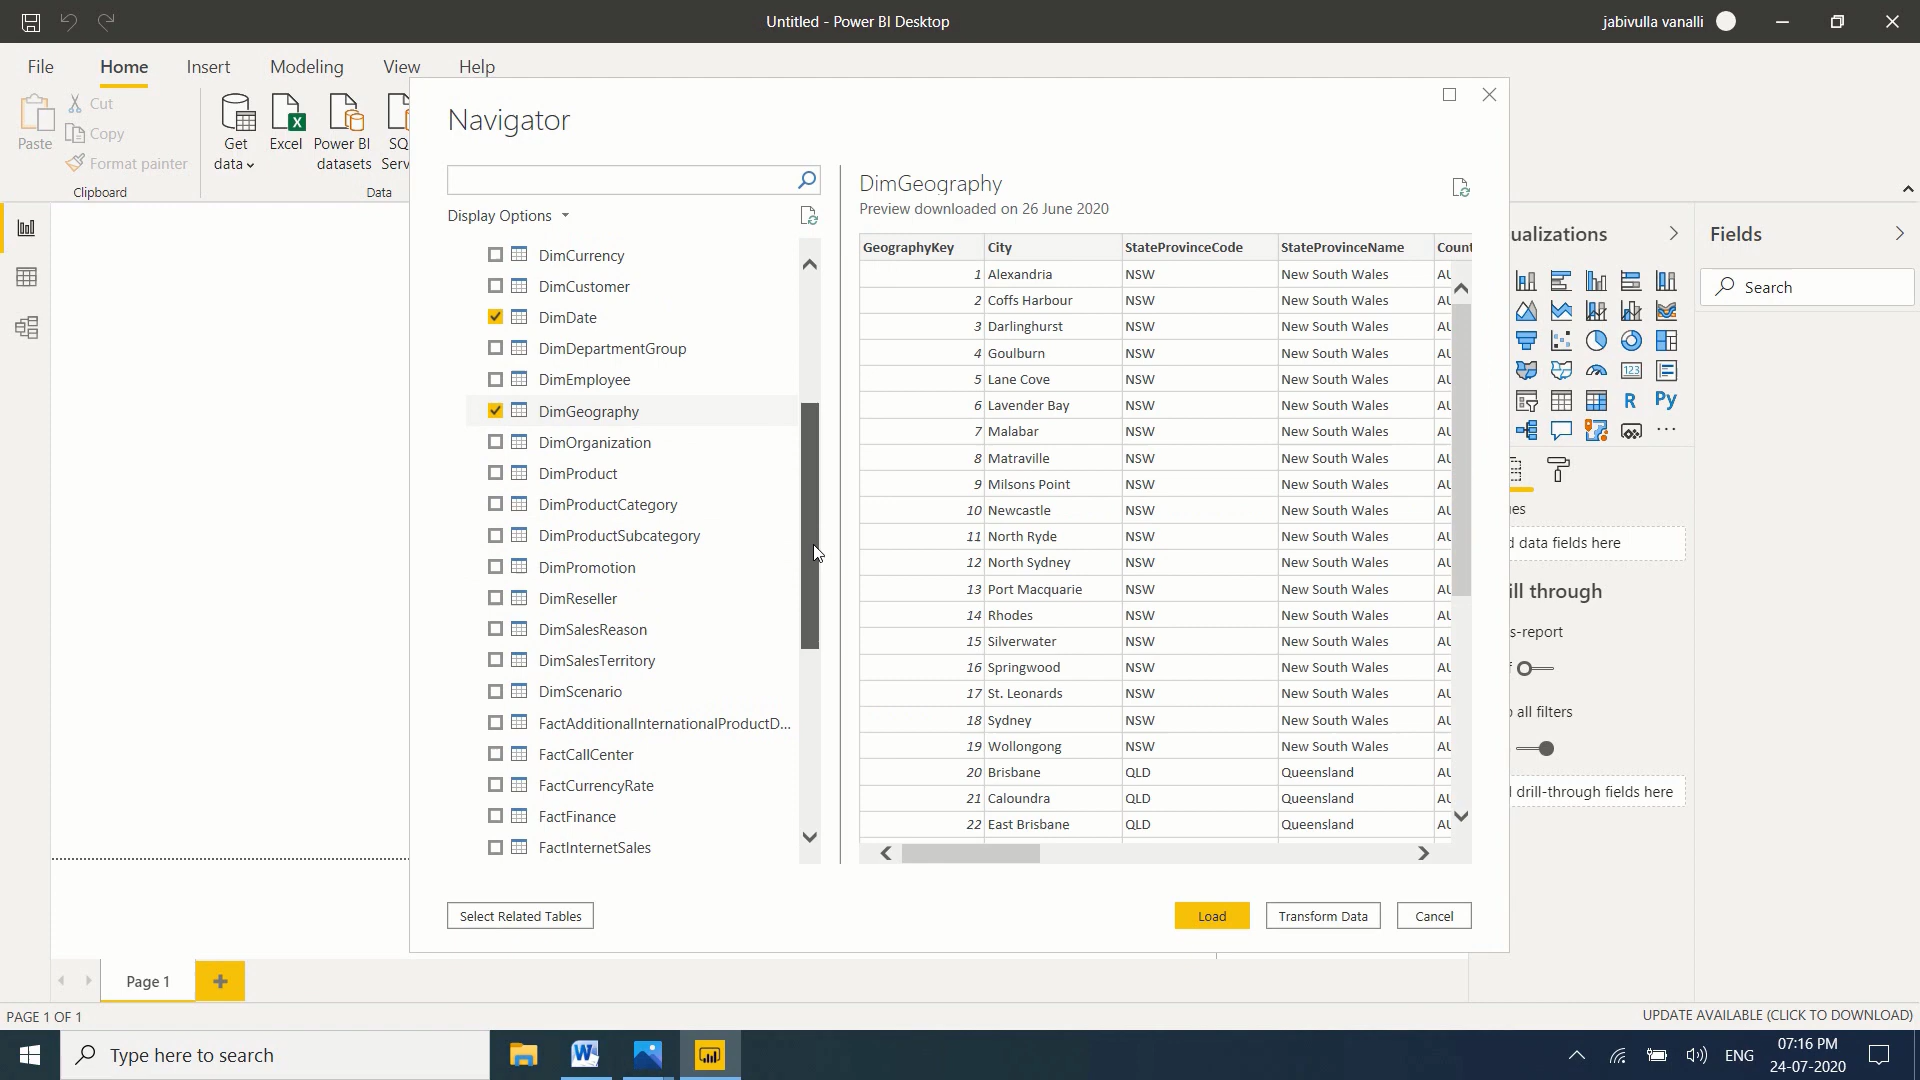 Untitled - Power BI Desktop
jabivulla vanalli
File Home Insert Modeling View Help
Paste
Cut
Copy
Format painter
Clipboard
Get data
Excel
Power BI datasets
SQ
Serv
Data
Navigator
Display Options
DimCurrency
DimCustomer
DimDate
DimDepartmentGroup
DimEmployee
DimGeography
DimOrganization
DimProduct
DimProductCategory
DimProductSubcategory
DimPromotion
DimReseller
DimSalesReason
DimSalesTerritory
DimScenario
FactAdditionalInternationalProductD...
FactCallCenter
FactCurrencyRate
FactFinance
FactInternetSales
Select Related Tables
DimGeography
Preview downloaded on 26 June 2020
GeographyKey City StateProvinceCode StateProvinceName Count
1 Alexandria NSW New South Wales AU
2 Coffs Harbour NSW New South Wales AU
3 Darlinghurst NSW New South Wales AU
4 Goulburn NSW New South Wales AU
5 Lane Cove NSW New South Wales AU
6 Lavender Bay NSW New South Wales AU
7 Malabar NSW New South Wales AU
8 Matraville NSW New South Wales AU
9 Milsons Point NSW New South Wales AU
10 Newcastle NSW New South Wales AU
11 North Ryde NSW New South Wales AU
12 North Sydney NSW New South Wales AU
13 Port Macquarie NSW New South Wales AU
14 Rhodes NSW New South Wales AU
15 Silverwater NSW New South Wales AU
16 Springwood NSW New South Wales AU
17 St. Leonards NSW New South Wales AU
18 Sydney NSW New South Wales AU
19 Wollongong NSW New South Wales AU
20 Brisbane QLD Queensland AU
21 Caloundra QLD Queensland AU
22 East Brisbane QLD Queensland AU
Load Transform Data Cancel
ualizations
123
R Py
...
es
d data fields here
ill through
s-report
f
all filters
d drill-through fields here
Fields
Search
Page 1
PAGE 1 OF 1
UPDATE AVAILABLE (CLICK TO DOWNLOAD)
Type here to search
ENG
07:16 PM
24-07-2020